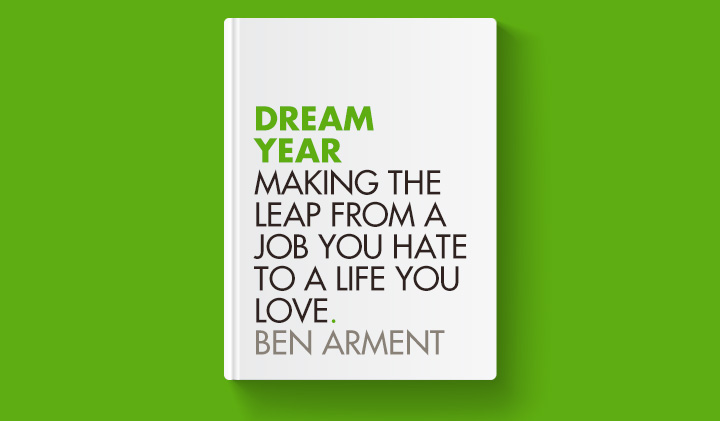 DREAM
YEAR
MAKING THE
LEAP FROM A
JOB YOU HATE
TO A LIFE YOU
LOVE.
BEN ARMENT